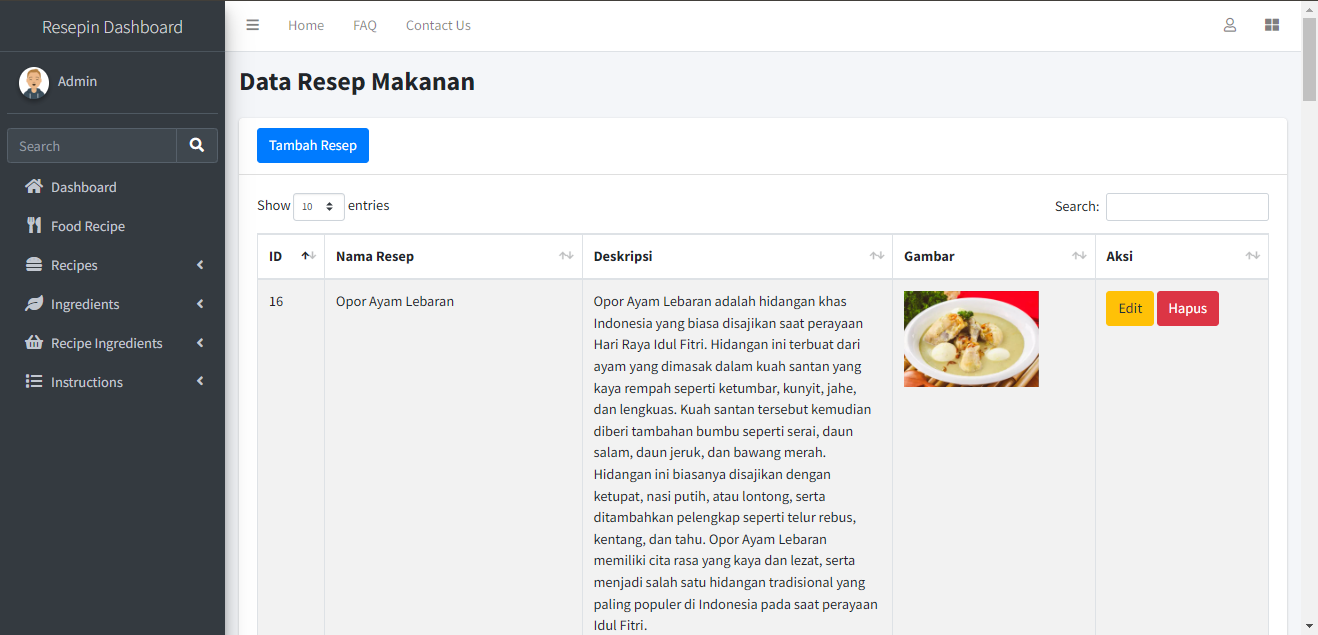 Resepin Dashboard
Home FAQ Contact Us
Admin
Search
Dashboard
Food Recipe
Recipes
Ingredients
Recipe Ingredients
Instructions
Data Resep Makanan
Tambah Resep
Show 10 entries
Search:
ID Nama Resep Deskripsi Gambar Aksi
16 Opor Ayam Lebaran Opor Ayam Lebaran adalah hidangan khas Edit Hapus
Indonesia yang biasa disajikan saat perayaan
Hari Raya Idul Fitri. Hidangan ini terbuat dari
ayam yang dimasak dalam kuah santan yang
kaya rempah seperti ketumbar, kunyit, jahe,
dan lengkuas. Kuah santan tersebut kemudian
diberi tambahan bumbu seperti serai, daun
salam, daun jeruk, dan bawang merah.
Hidangan ini biasanya disajikan dengan
ketupat, nasi putih, atau lontong, serta
ditambahkan pelengkap seperti telur rebus,
kentang, dan tahu. Opor Ayam Lebaran
memiliki cita rasa yang kaya dan lezat, serta
menjadi salah satu hidangan tradisional yang
paling populer di Indonesia pada saat perayaan
Idul Fitri.